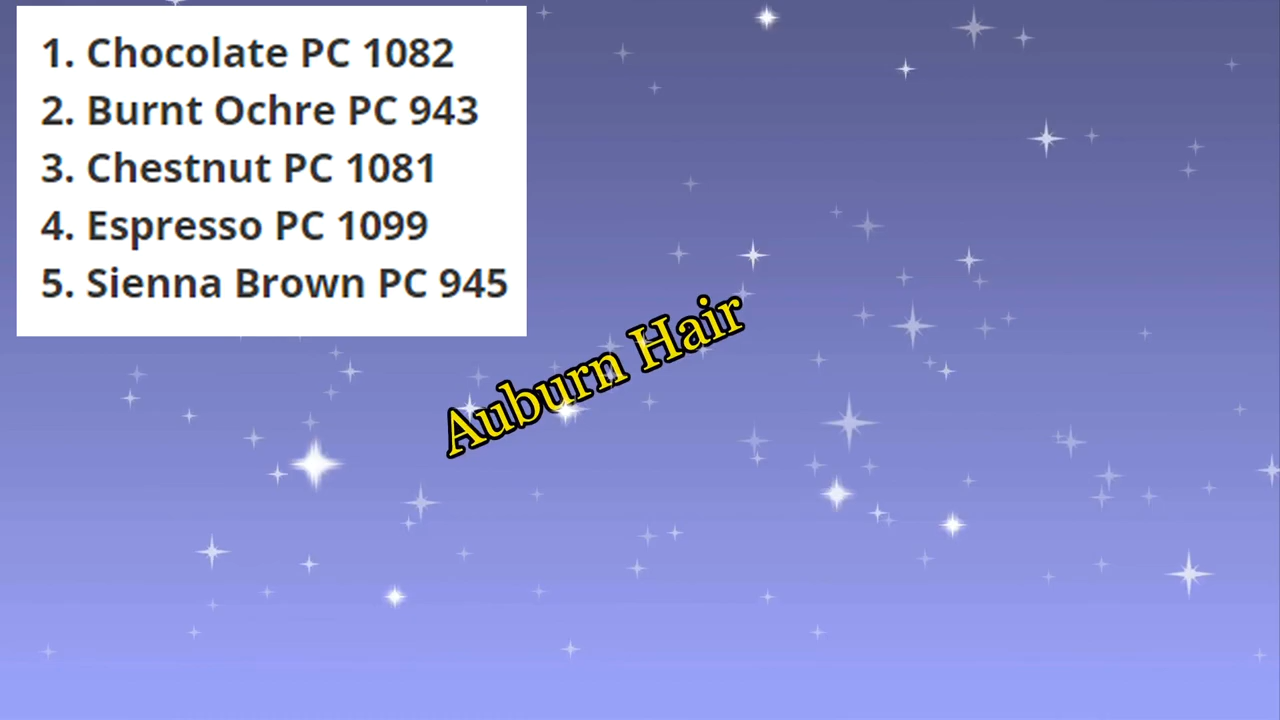 1. Chocolate PC 1082
2. Burnt Ochre PC 943
3. Chestnut PC 1081
4. Espresso PC 1099
5. Sienna Brown PC 945
Auburn Hair